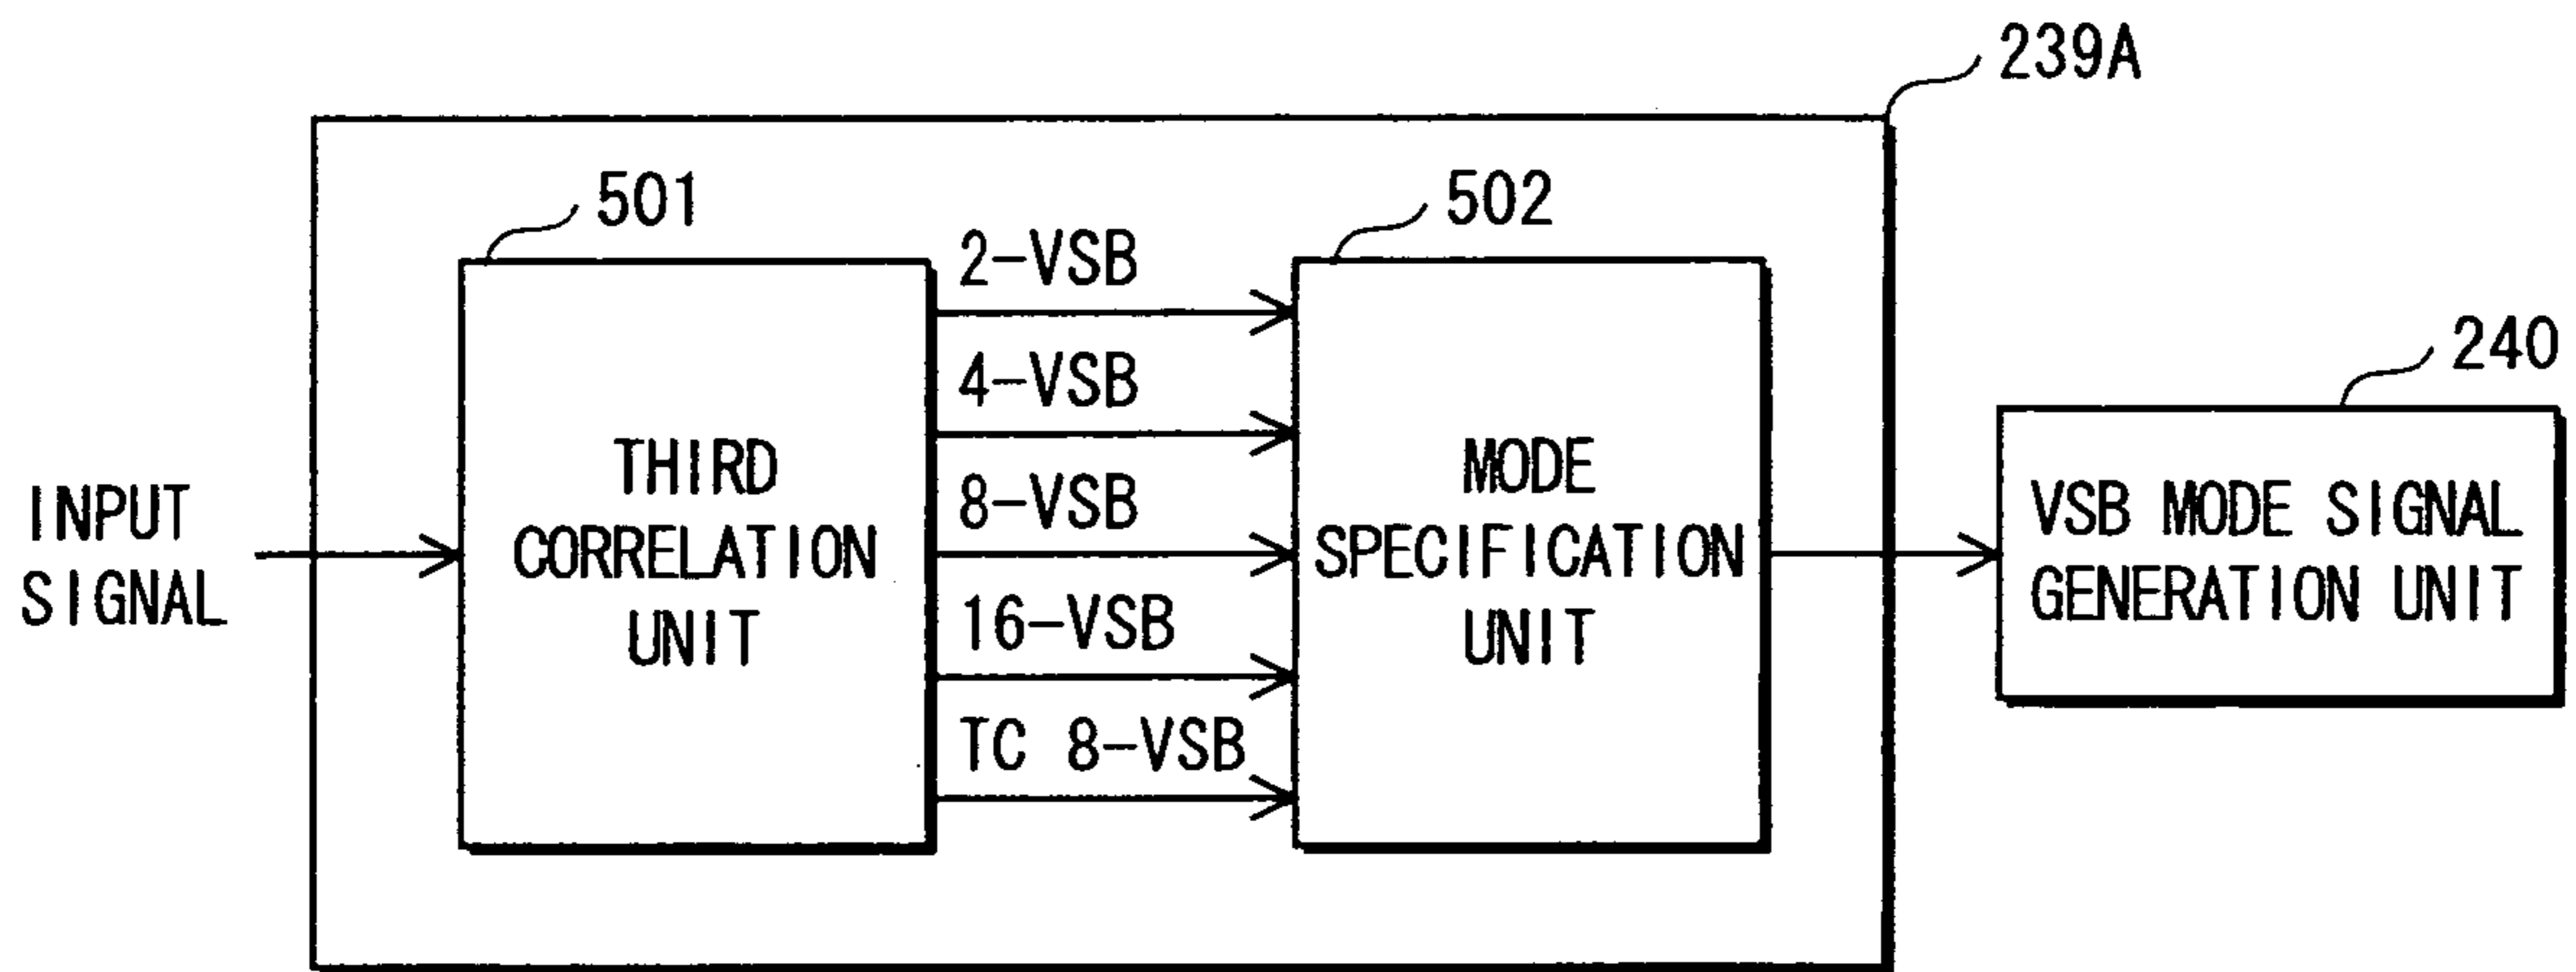 239A
501
502
2-VSB
240
4-VSB
THIRD
CORRELATION
UNIT
MODE
SPECIFICATION
UNIT
INPUT
SIGNAL
8-VSB
VSB MODE SIGNAL
GENERATION UNIT
16-VSB
TC 8-VSB